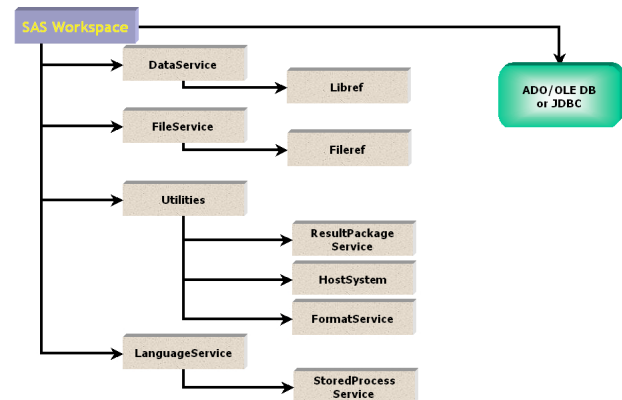 SAS Workspace
DataService
Libref
ADO/OLE DB
or JDBC
FileService
Fileref
Utilities
ResultPackage
Service
HostSystem
FormatService
LanguageService
StoredProcess
Service